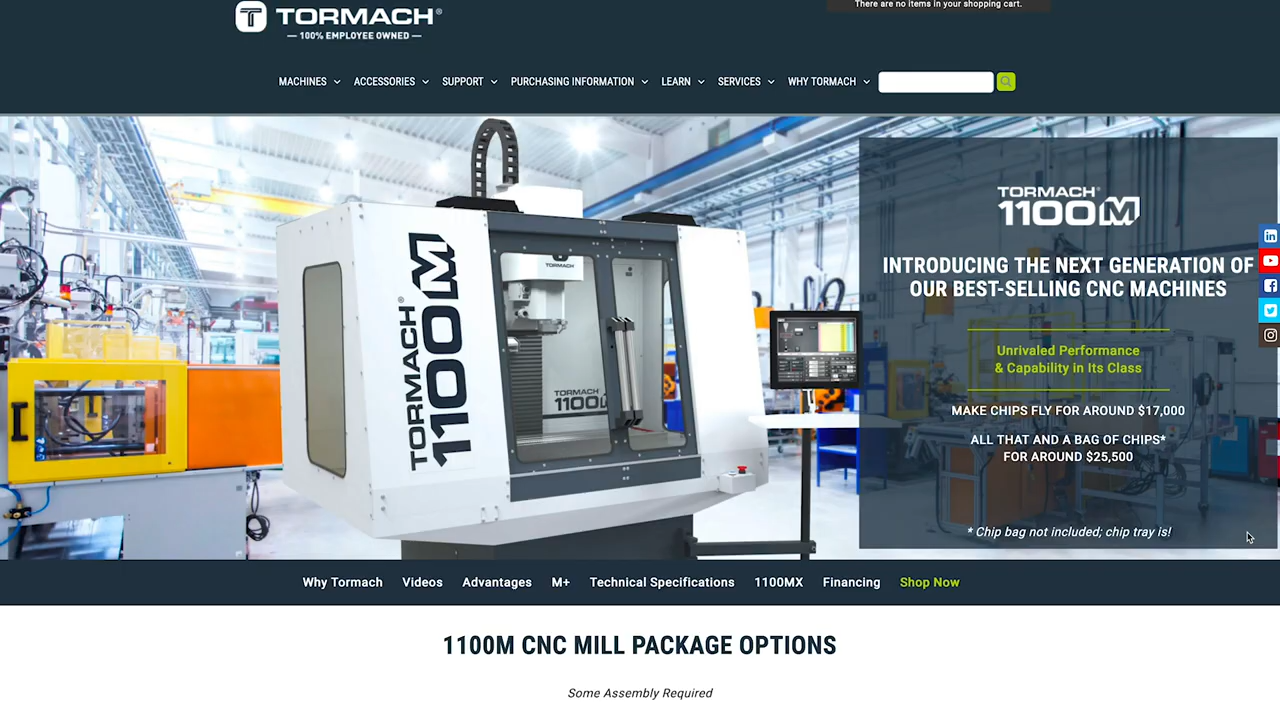 TORMACH®
— 100% EMPLOYEE OWNED —
There are no items in your shopping cart.
MACHINES
ACCESSORIES
SUPPORT
PURCHASING INFORMATION
LEARN
SERVICES
WHY TORMACH
TORMACH®
1100M
TORMACH
TORMACH
1100
TORMACH®
1100M
INTRODUCING THE NEXT GENERATION OF
OUR BEST-SELLING CNC MACHINES
Unrivaled Performance
& Capability in Its Class
MAKE CHIPS FLY FOR AROUND $17,000
ALL THAT AND A BAG OF CHIPS*
FOR AROUND $25,500
* Chip bag not included; chip tray is!
Why Tormach
Videos
Advantages
M+
Technical Specifications
1100MX
Financing
Shop Now
1100M CNC MILL PACKAGE OPTIONS
Some Assembly Required